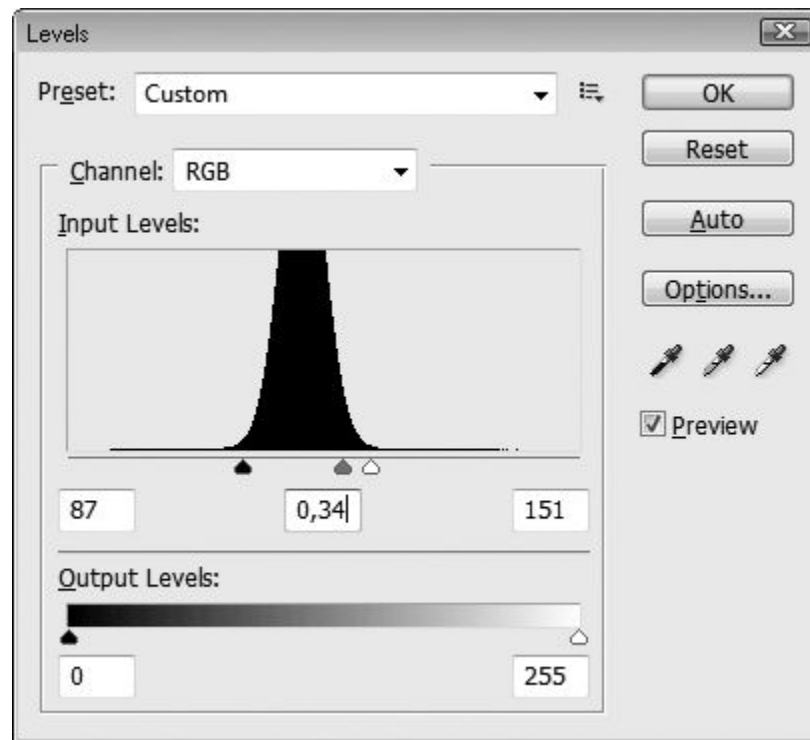 Levels
Preset: Custom
OK
Reset
Channel: RGB
Input Levels:
Auto
Options...
Preview
87 0,34 151
Output Levels:
0 255